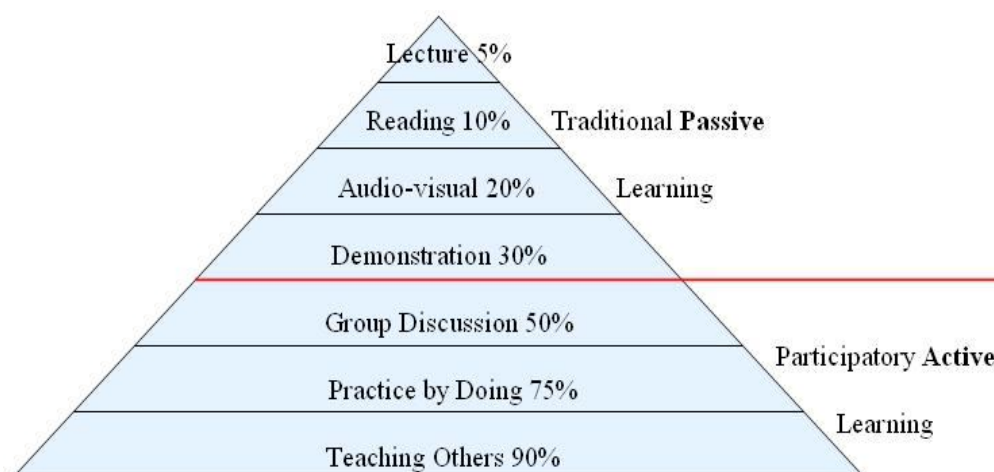 Lecture 5%
Reading 10% Traditional Passive
Audio-visual 20% Learning
Demonstration 30%
Group Discussion 50%
Participatory Active
Practice by Doing 75%
Learning
Teaching Others 90%